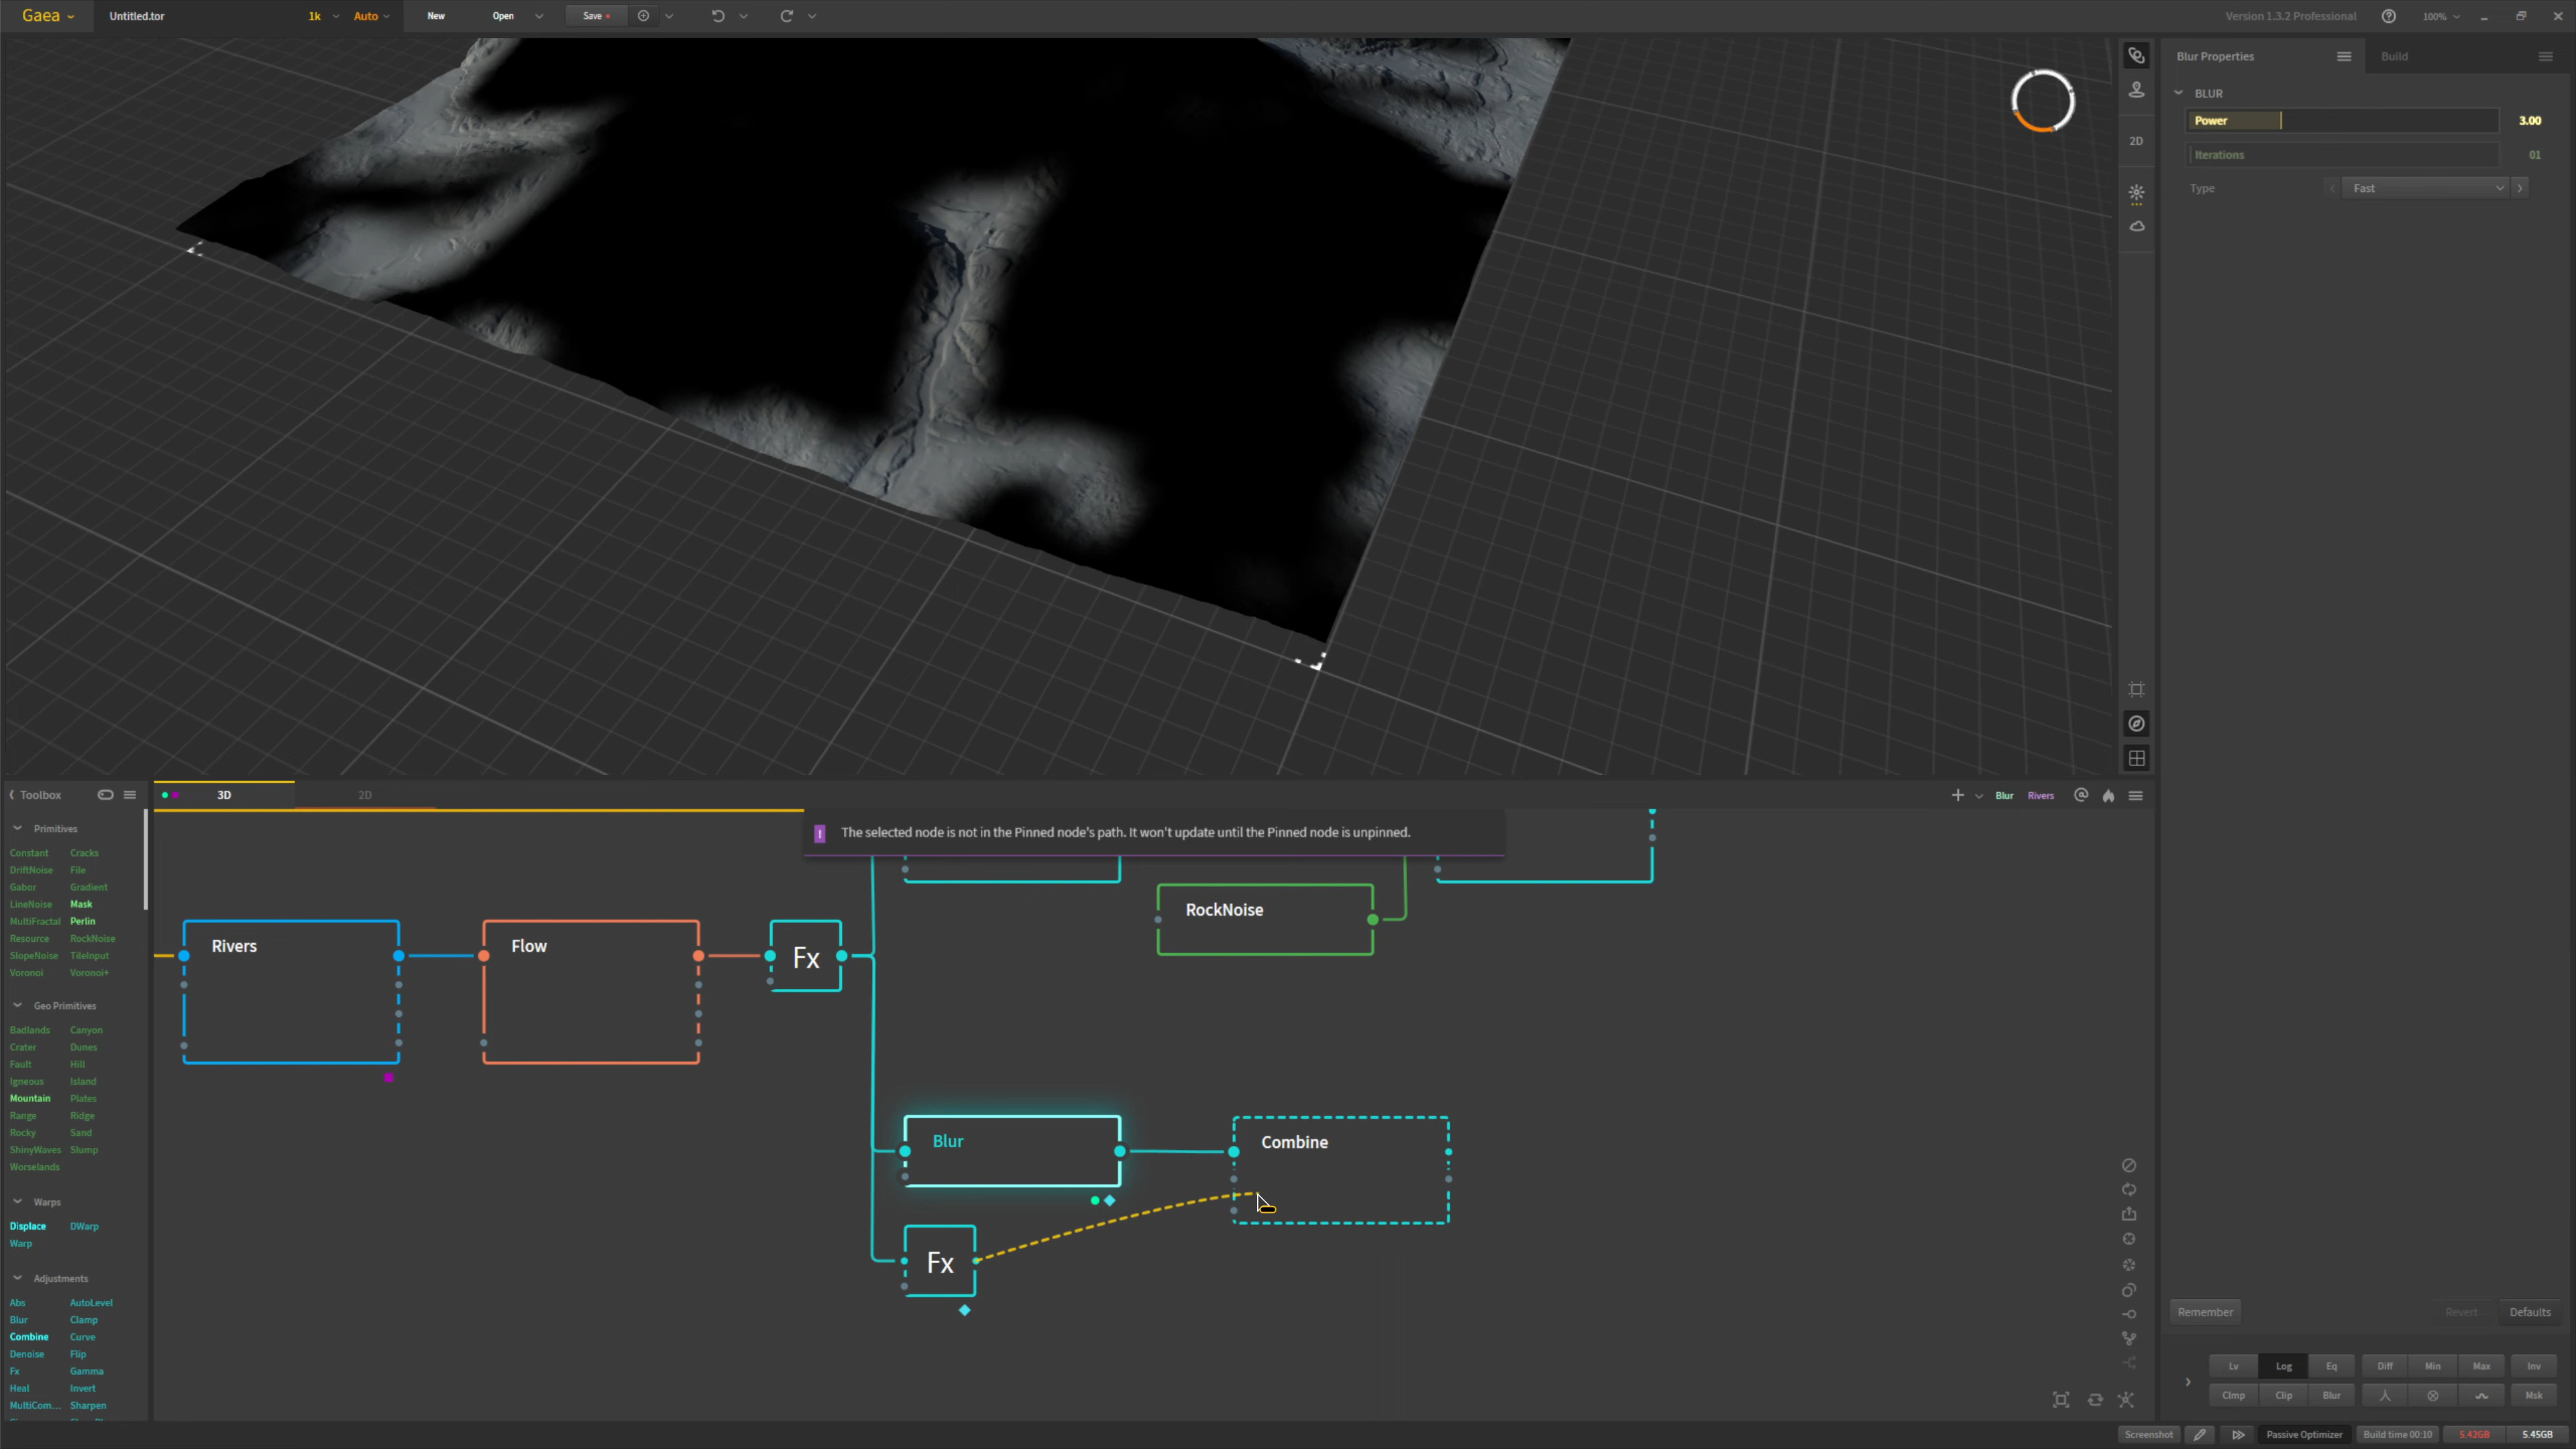 Gaea
Untitled.tor
1k
Auto
New
Open
Save
Version 1.3.2 Professional
100%
Blur Properties
Build
BLUR
Power 3.00
Iterations 01
Type Fast
2D
Toolbox
3D
2D
Blur
Rivers
The selected node is not in the Pinned node's path. It won't update until the Pinned node is unpinned.
Primitives
Constant Cracks
DriftNoise File
Gabor Gradient
LineNoise Mask
MultiFractal Perlin
Resource RockNoise
SlopeNoise TileInput
Voronoi Voronoi+
Geo Primitives
Badlands Canyon
Crater Dunes
Fault Hill
Igneous Island
Mountain Plates
Range Ridge
Rocky Sand
ShinyWaves Slump
Worselands
Warps
Displace DWarp
Warp
Adjustments
Abs AutoLevel
Blur Clamp
Combine Curve
Denoise Flip
Fx Gamma
Heal Invert
MultiCom... Sharpen
RockNoise
Rivers
Flow
Fx
Blur
Combine
Fx
Remember
Revert
Defaults
Lv Log Eq Diff Min Max Inv
Clmp Clip Blur Msk
Screenshot
Passive Optimizer
Build time 00:10
5.42GB
5.45GB